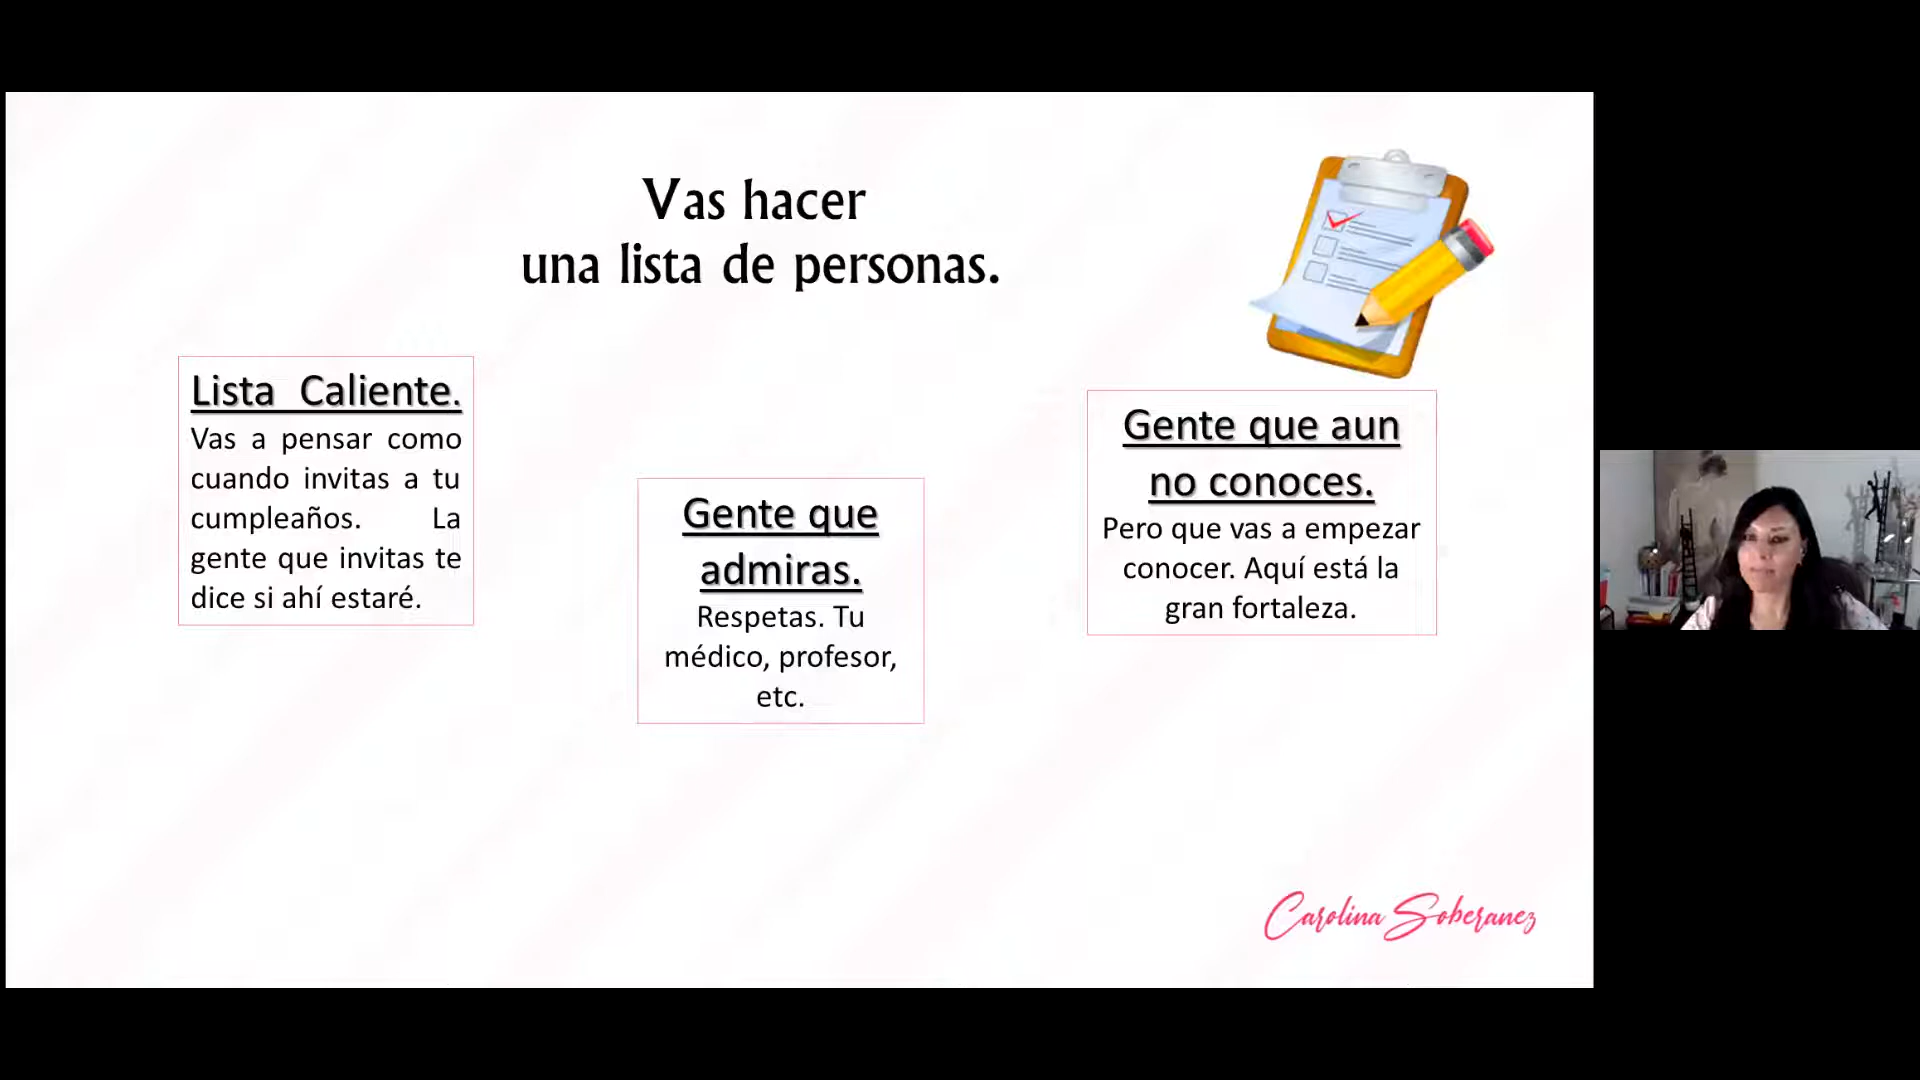 Vas hacer
una lista de personas.
Lista Caliente.
Vas a pensar como
cuando invitas a tu
cumpleaños. La
gente que invitas te
dice si ahí estaré.
Gente que
admiras.
Respetas. Tu
médico, profesor,
etc.
Gente que aun
no conoces.
Pero que vas a empezar
conocer. Aquí está la
gran fortaleza.
Carolina Soberanez